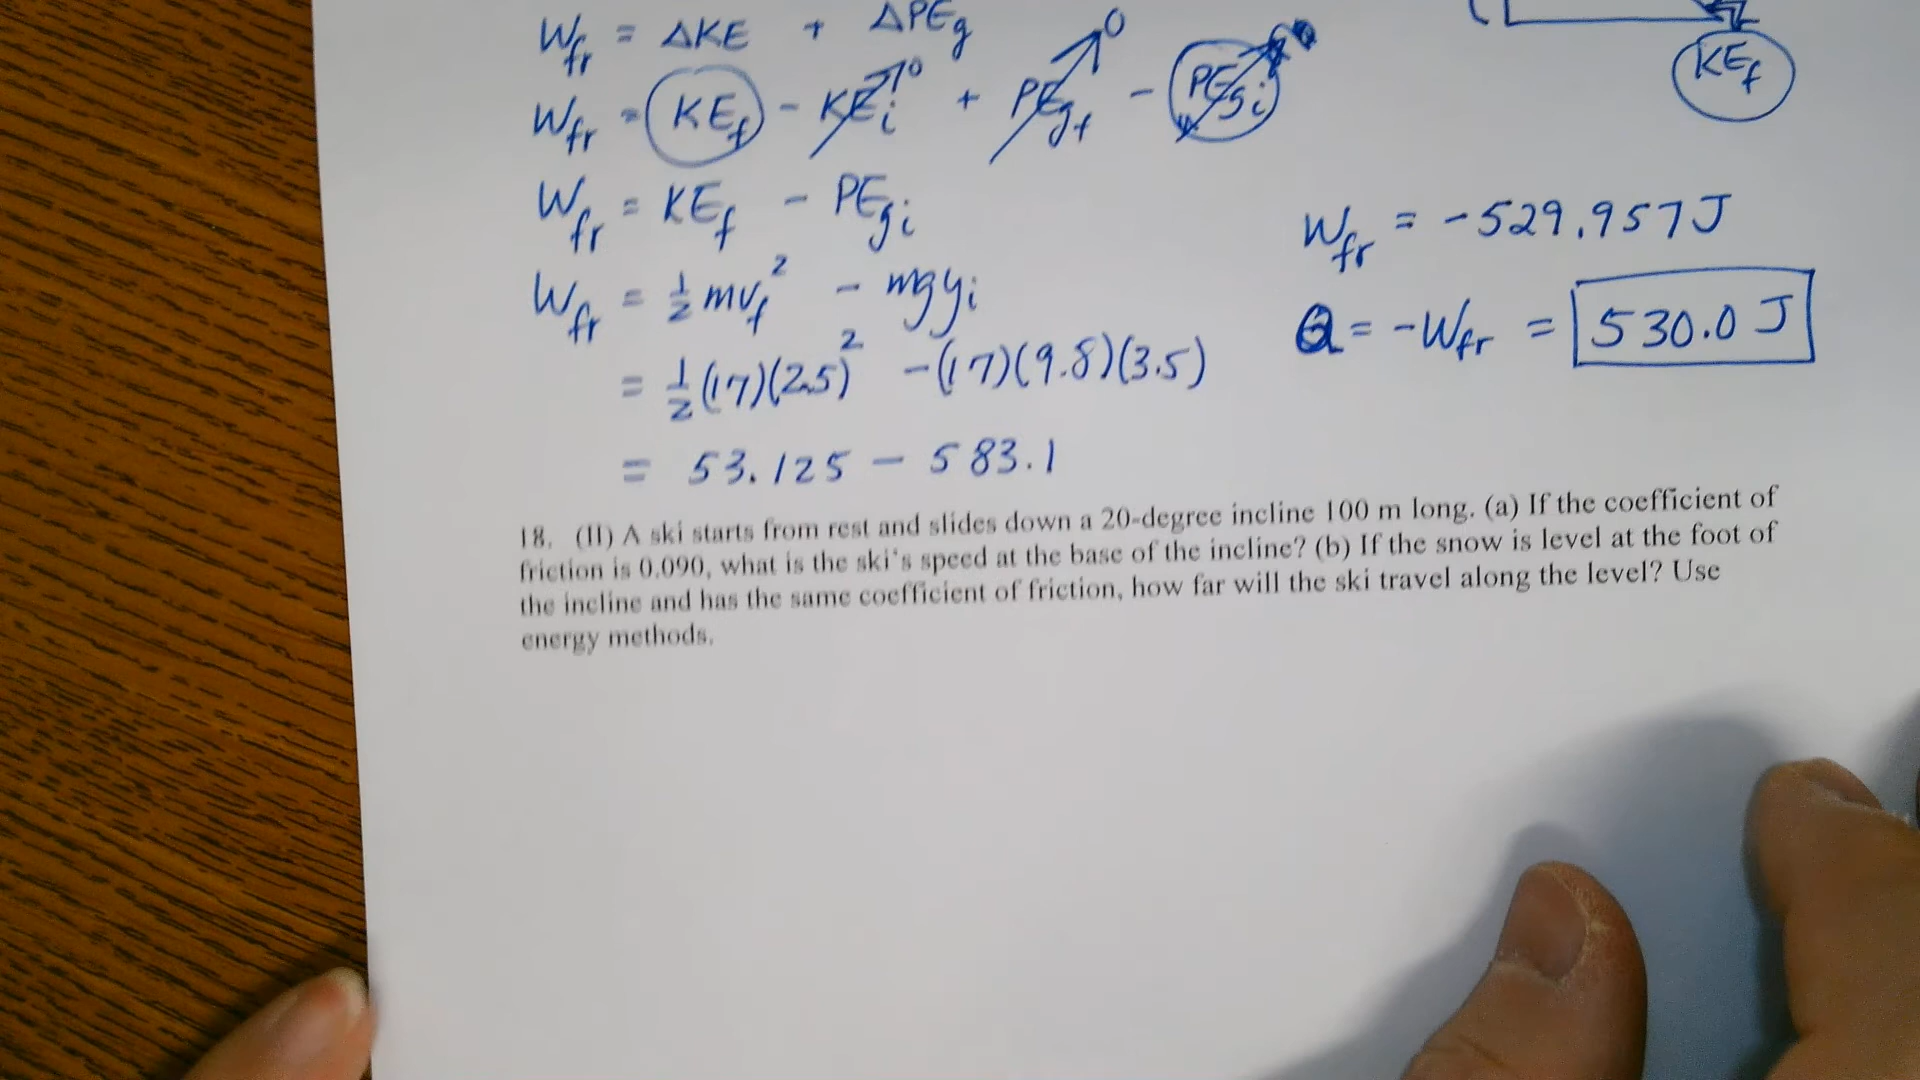 W_fr = ΔKE + ΔPE_g
KE_f
W_fr = KE_f - KE_i→0 + PE_gf→0 - PE_gi
W_fr = KE_f - PE_gi
W_fr = -529.957 J
W_fr = ½mv_f² - mgy_i
Q = -W_fr = 530.0 J
= ½(17)(2.5)² - (17)(9.8)(3.5)
= 53.125 - 583.1
18. (II) A ski starts from rest and slides down a 20-degree incline 100 m long. (a) If the coefficient of
friction is 0.090, what is the ski's speed at the base of the incline? (b) If the snow is level at the foot of
the incline and has the same coefficient of friction, how far will the ski travel along the level? Use
energy methods.